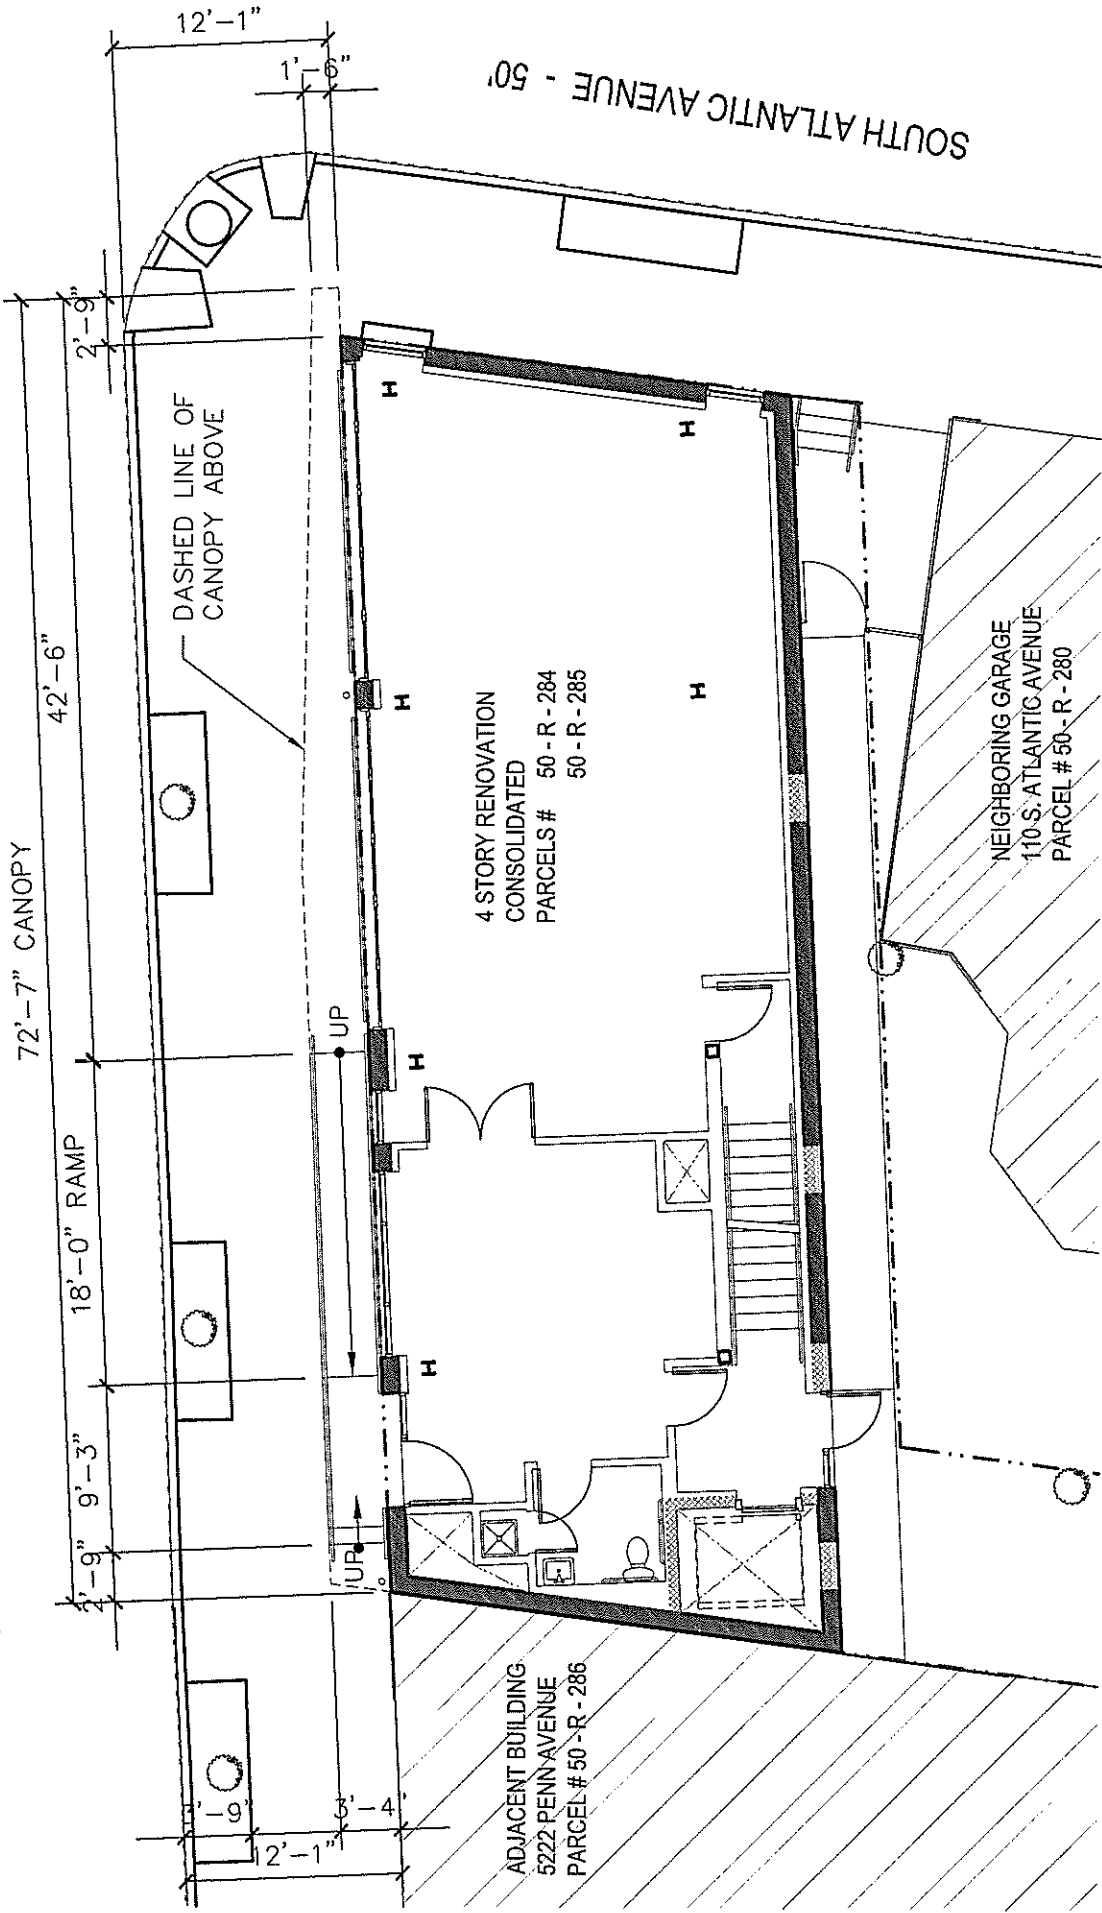 12'-1"
1'-6"
SOUTH ATLANTIC AVENUE - 50'
2'-9"
DASHED LINE OF
CANOPY ABOVE
42'-6"
72'-7" CANOPY
4 STORY RENOVATION
CONSOLIDATED
PARCELS # 50 - R - 284
50 - R - 285
NEIGHBORING GARAGE
110 S. ATLANTIC AVENUE
PARCEL # 50 - R - 280
UP
18'-0" RAMP
9'-3"
2'-9"
UP
ADJACENT BUILDING
5222 PENN AVENUE
PARCEL # 50 - R - 286
3'-4"
12'-1"